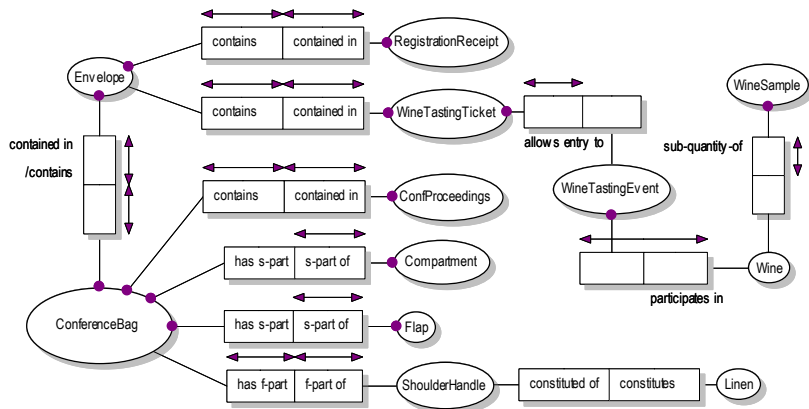 contains contained in RegistrationReceipt
Envelope
contains contained in WineTastingTicket
WineSample
contained in
/contains
allows entry to
sub-quantity-of
contains contained in ConfProceedings
WineTastingEvent
has s-part s-part of Compartment
Wine
participates in
ConferenceBag
has s-part s-part of Flap
has f-part f-part of ShoulderHandle constituted of constitutes Linen